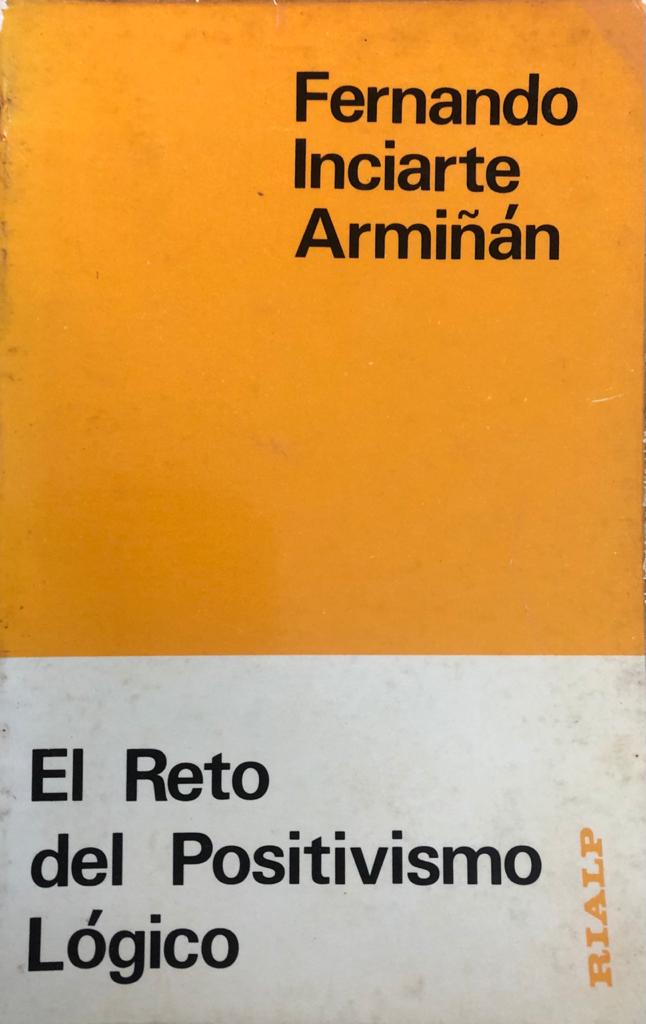 Fernando
Inciarte
Armiñán
El Reto
del Positivismo
Lógico
RIALP